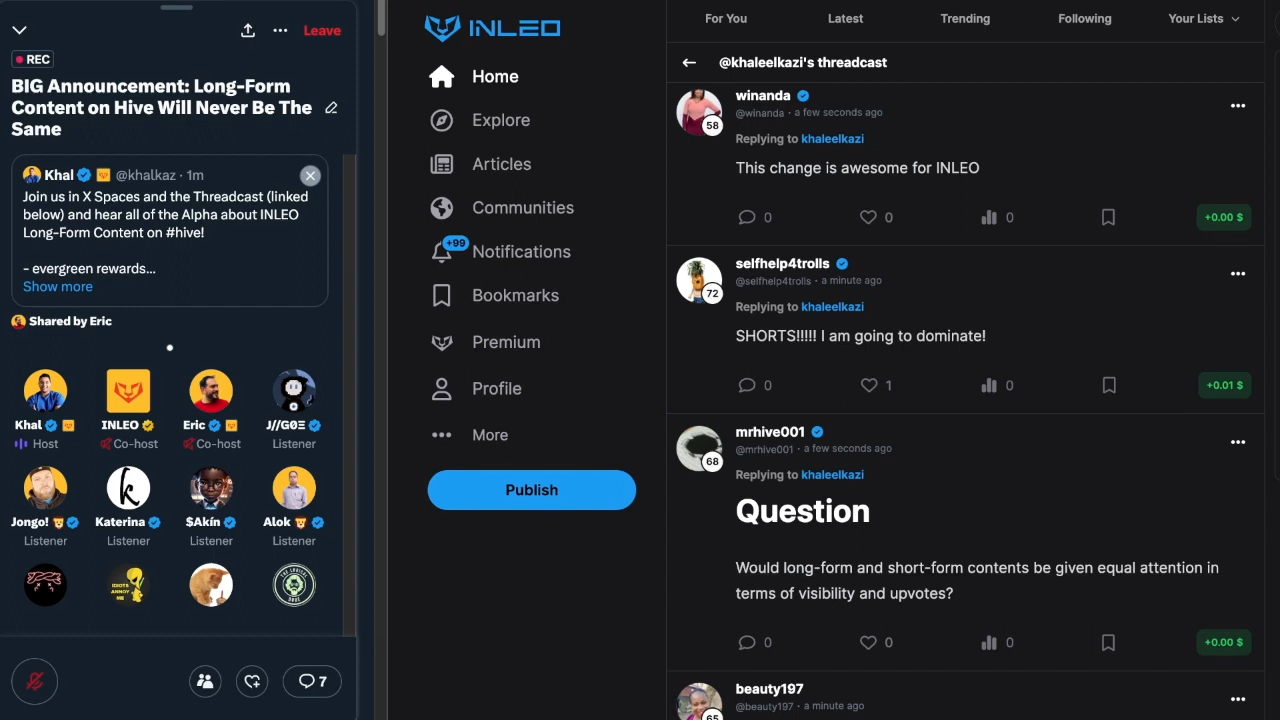 Leave
REC
BIG Announcement: Long-Form
Content on Hive Will Never Be The
Same
Khal @khalkaz · 1m
Join us in X Spaces and the Threadcast (linked
below) and hear all of the Alpha about INLEO
Long-Form Content on #hive!
- evergreen rewards...
Show more
Shared by Eric
Khal INLEO Eric J//GΘΞ
Host Co-host Co-host Listener
Jongo! Katerina $Akín Alok
Listener Listener Listener Listener
IDIOTS
ANNOY
ME
7
INLEO
Home
Explore
Articles
Communities
+99
Notifications
Bookmarks
Premium
Profile
More
Publish
For You Latest Trending Following Your Lists
@khaleelkazi's threadcast
winanda
58
@winanda · a few seconds ago
Replying to khaleelkazi
This change is awesome for INLEO
0 0 0 +0.00 $
selfhelp4trolls
72
@selfhelp4trolls · a minute ago
Replying to khaleelkazi
SHORTS!!!!! I am going to dominate!
0 1 0 +0.01 $
mrhive001
68
@mrhive001 · a few seconds ago
Replying to khaleelkazi
Question
Would long-form and short-form contents be given equal attention in
terms of visibility and upvotes?
0 0 0 +0.00 $
beauty197
65
@beauty197 · a minute ago